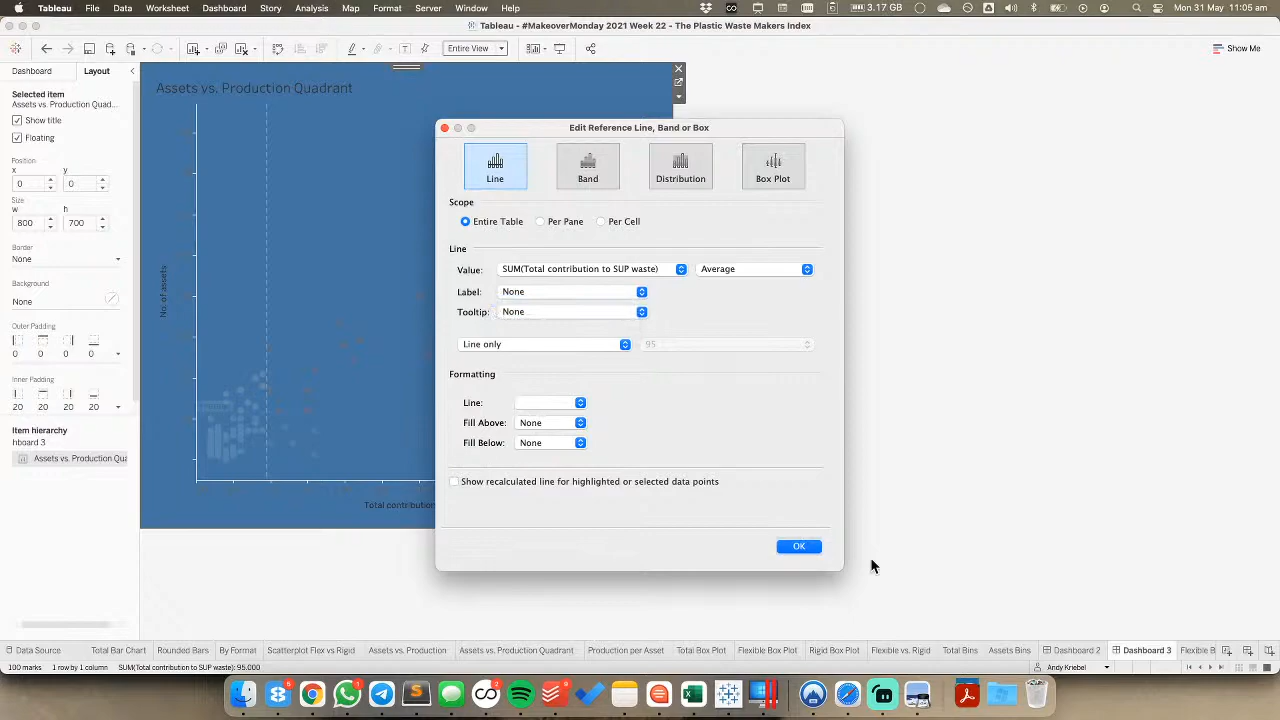 Tableau File Data Worksheet Dashboard Story Analysis Map Format Server Window Help 3.17 GB Mon 31 May 11:05 am
Tableau - #MakeoverMonday 2021 Week 22 - The Plastic Waste Makers Index
Entire View Show Me
Dashboard Layout
Selected item
Assets vs. Production Quad...
Show title
Floating
Position
x y
0 0
Size
w h
800 700
Border
None
Background
None
Outer Padding
0 0 0 0
Inner Padding
20 20 20 20
Item hierarchy
hboard 3
Assets vs. Production Qua
Assets vs. Production Quadrant
No. of assets
Total contribution
Edit Reference Line, Band or Box
Line Band Distribution Box Plot
Scope
Entire Table Per Pane Per Cell
Line
Value: SUM(Total contribution to SUP waste) Average
Label: None
Tooltip: None
Line only 95
Formatting
Line:
Fill Above: None
Fill Below: None
Show recalculated line for highlighted or selected data points
OK
Data Source Total Bar Chart Rounded Bars By Format Scatterplot Flex vs Rigid Assets vs. Production Assets vs. Production Quadrant Production per Asset Total Box Plot Flexible Box Plot Rigid Box Plot Flexible vs. Rigid Total Bins Assets Bins Dashboard 2 Dashboard 3 Flexible B
100 marks 1 row by 1 column SUM(Total contribution to SUP waste): 95.000 Andy Kriebel